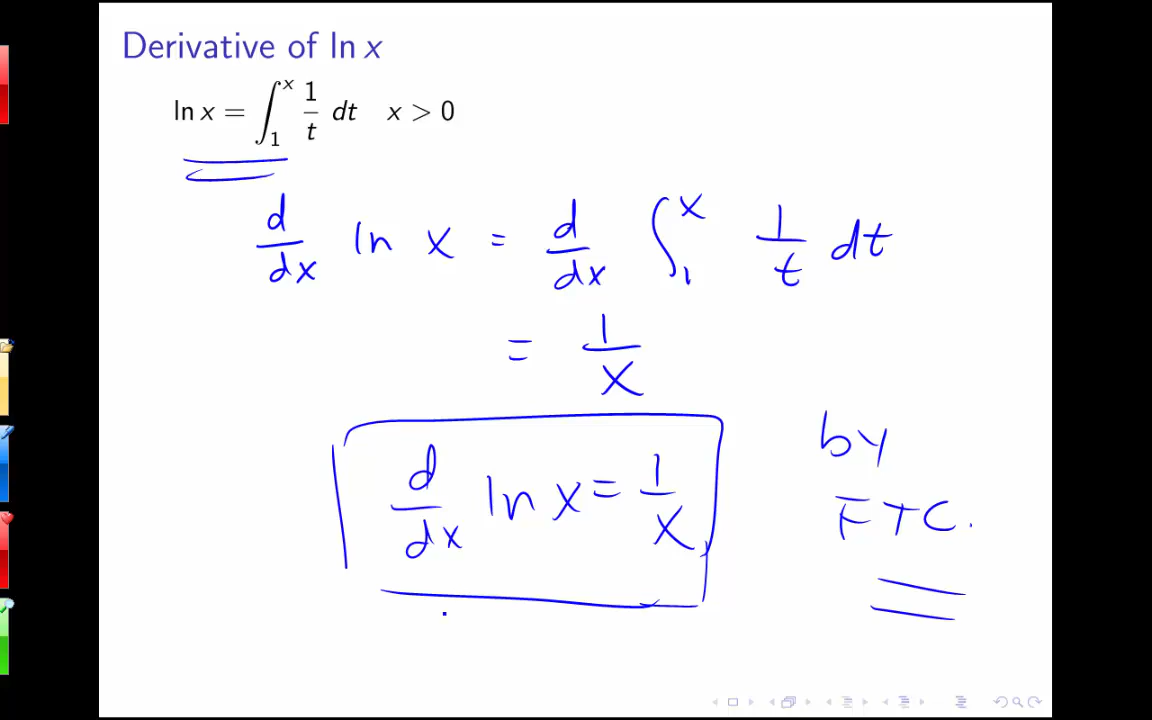 Derivative of ln x
ln x = ∫₁ˣ 1/t dt   x > 0
d/dx ln x = d/dx ∫₁ˣ 1/t dt
= 1/x
d/dx ln x = 1/x,
by
FTC.